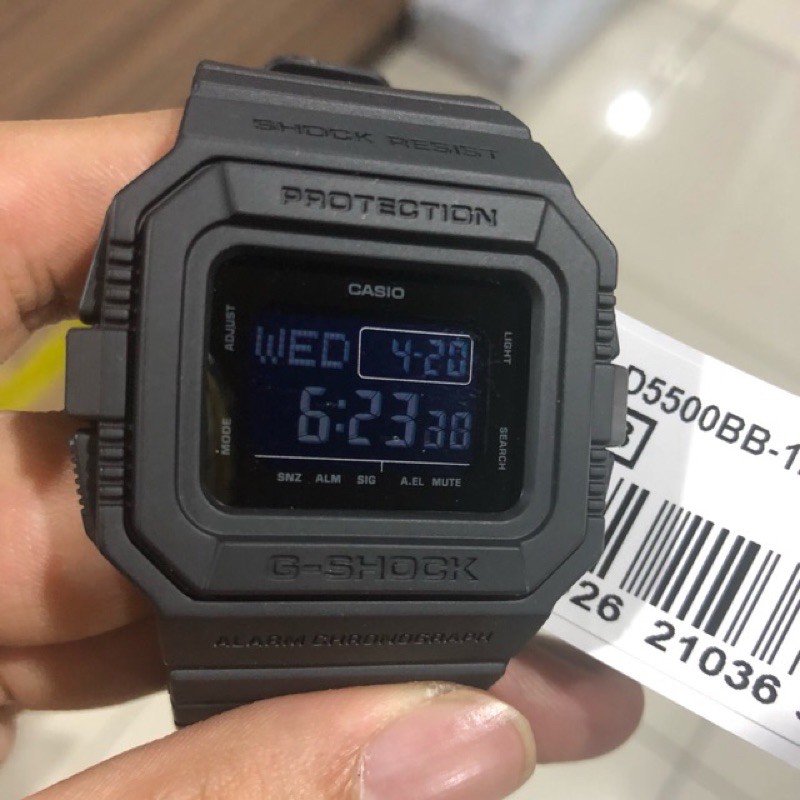 SHOCK RESIST
PROTECTION
CASIO
ADJUST
LIGHT
WED 4-20
6:23 30
MODE
SEARCH
SNZ ALM SIG A.EL MUTE
G-SHOCK
ALARM CHRONOGRAPH
D5500BB-1
26
21036